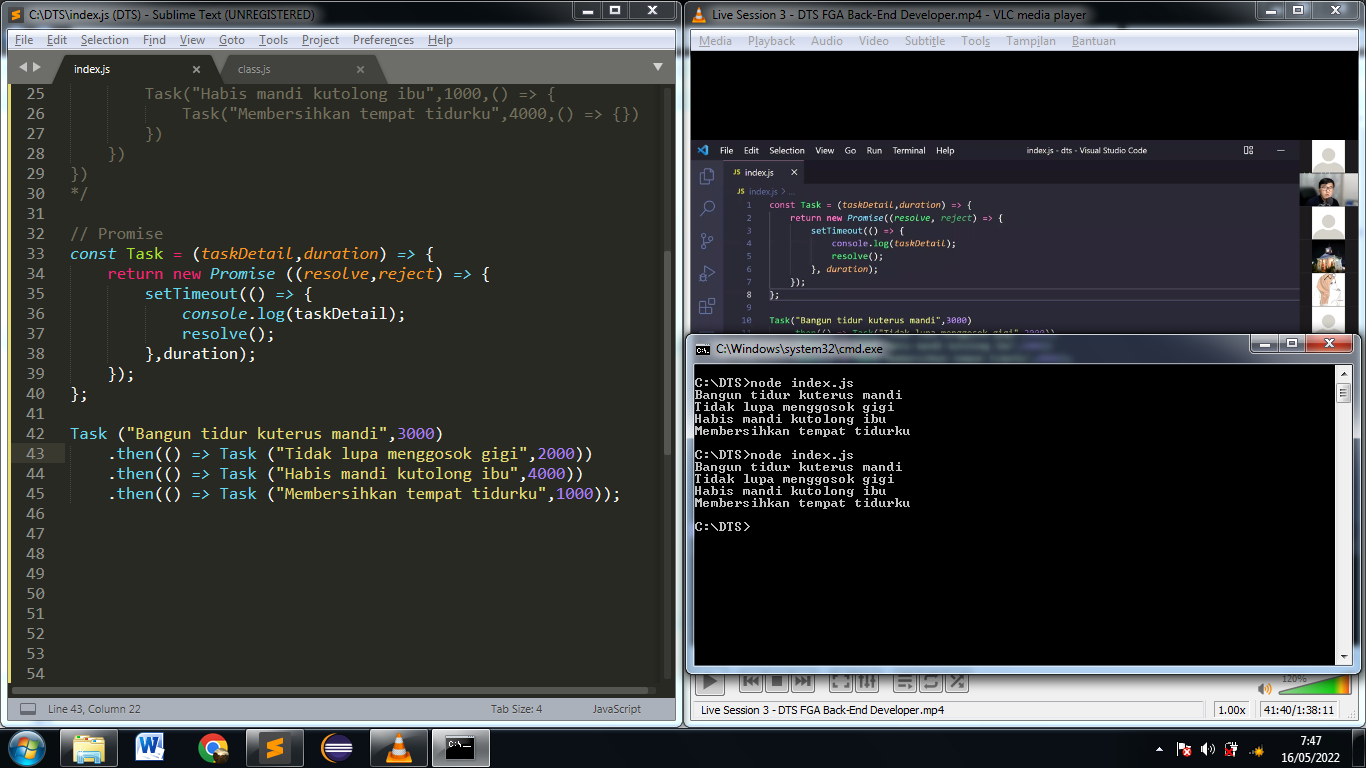 C:\DTS\index.js (DTS) - Sublime Text (UNREGISTERED)
File Edit Selection Find View Goto Tools Project Preferences Help
index.js
class.js
25 Task("Habis mandi kutolong ibu",1000,() => {
26 Task("Membersihkan tempat tidurku",4000,() => {})
27 })
28 })
29 })
30 */
31
32 // Promise
33 const Task = (taskDetail,duration) => {
34 return new Promise ((resolve,reject) => {
35 setTimeout(() => {
36 console.log(taskDetail);
37 resolve();
38 },duration);
39 });
40 };
41
42 Task ("Bangun tidur kuterus mandi",3000)
43 .then(() => Task ("Tidak lupa menggosok gigi",2000))
44 .then(() => Task ("Habis mandi kutolong ibu",4000))
45 .then(() => Task ("Membersihkan tempat tidurku",1000));
46
47
48
49
50
51
52
53
54
Line 43, Column 22
Tab Size: 4
JavaScript
Live Session 3 - DTS FGA Back-End Developer.mp4 - VLC media player
Media Playback Audio Video Subtitle Tools Tampilan Bantuan
File Edit Selection View Go Run Terminal Help
index.js - dts - Visual Studio Code
JS index.js
JS index.js > ...
1 const Task = (taskDetail,duration) => {
2 return new Promise((resolve, reject) => {
3 setTimeout(() => {
4 console.log(taskDetail);
5 resolve();
6 }, duration);
7 });
8 };
9
10 Task("Bangun tidur kuterus mandi",3000)
C:\Windows\system32\cmd.exe
C:\DTS>node index.js
Bangun tidur kuterus mandi
Tidak lupa menggosok gigi
Habis mandi kutolong ibu
Membersihkan tempat tidurku
C:\DTS>node index.js
Bangun tidur kuterus mandi
Tidak lupa menggosok gigi
Habis mandi kutolong ibu
Membersihkan tempat tidurku
C:\DTS>
120%
Live Session 3 - DTS FGA Back-End Developer.mp4
1.00x
41:40/1:38:11
7:47
16/05/2022